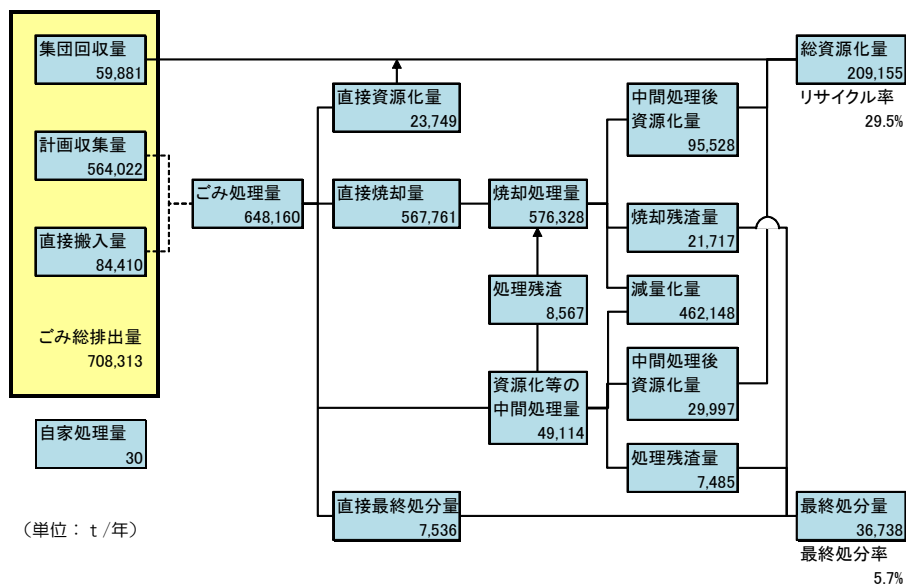 集団回収量
59,881
計画収集量
564,022
直接搬入量
84,410
ごみ総排出量
708,313
自家処理量
30
（単位：ｔ/年）
ごみ処理量
648,160
直接資源化量
23,749
直接焼却量
567,761
直接最終処分量
7,536
焼却処理量
576,328
処理残渣
8,567
資源化等の
中間処理量
49,114
中間処理後
資源化量
95,528
焼却残渣量
21,717
減量化量
462,148
中間処理後
資源化量
29,997
処理残渣量
7,485
総資源化量
209,155
リサイクル率
29.5%
最終処分量
36,738
最終処分率
5.7%